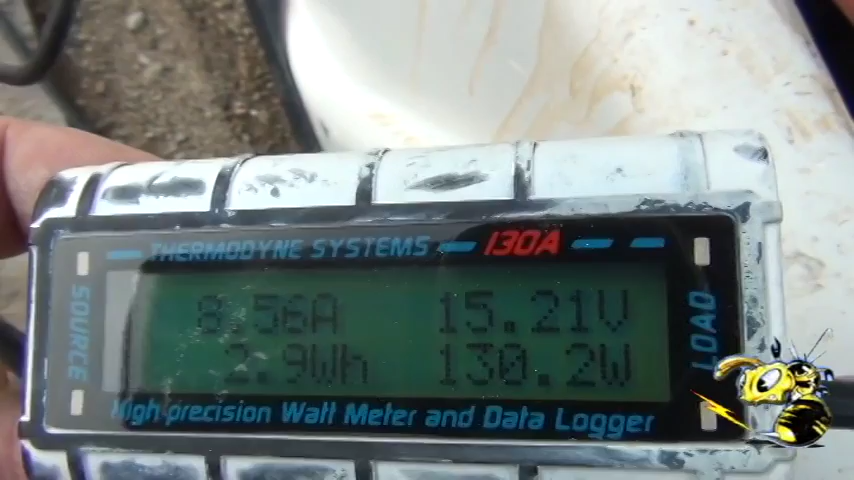 THERMODYNE SYSTEMS 130A
SOURCE
8.56A 15.21V
2.9Wh 130.2W
LOAD
High-precision Watt Meter and Data Logger